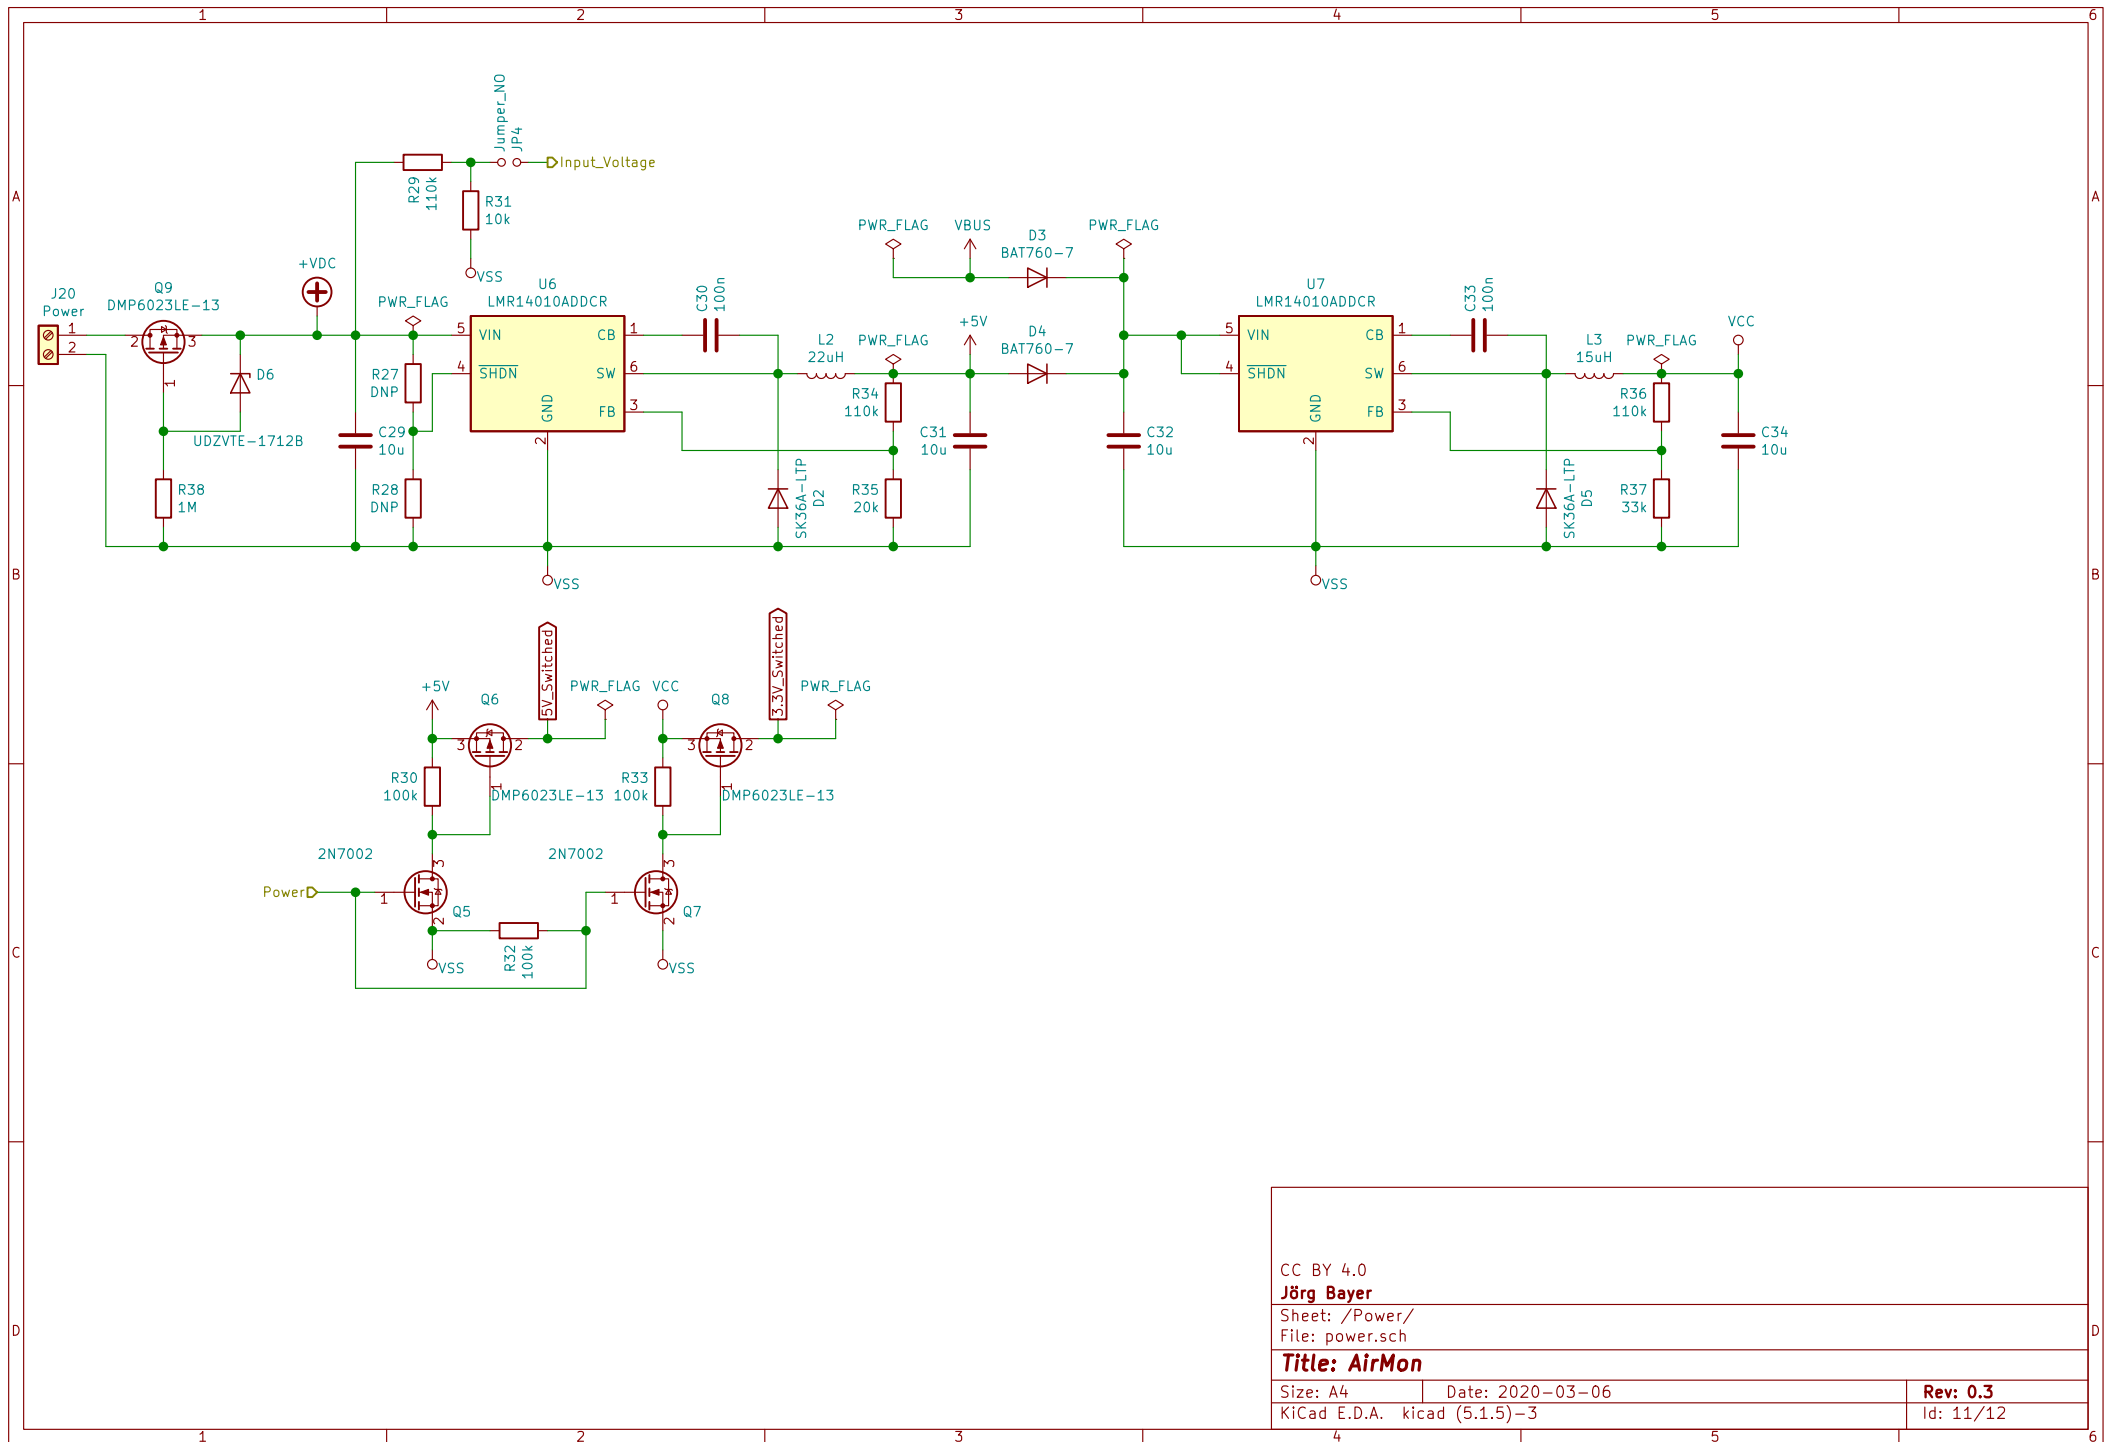 1 2 3 4 5 6
A
B
C
D
A
B
C
D
1 2 3 4 5 6
J20
Power
1
2
Q9
DMP6023LE-13
2
3
1
D6
UDZVTE-1712B
R38
1M
+VDC
R29
110k
Jumper_NO
JP4
Input_Voltage
R31
10k
VSS
PWR_FLAG
R27
DNP
C29
10u
R28
DNP
U6
LMR14010ADDCR
5 VIN
4 SHDN
GND
2
CB 1
SW 6
FB 3
VSS
C30
100n
L2
22uH
SK36A-LTP
D2
PWR_FLAG
R34
110k
R35
20k
+5V
C31
10u
PWR_FLAG
VBUS
D3
BAT760-7
D4
BAT760-7
PWR_FLAG
C32
10u
U7
LMR14010ADDCR
5 VIN
4 SHDN
GND
2
CB 1
SW 6
FB 3
VSS
C33
100n
L3
15uH
SK36A-LTP
D5
PWR_FLAG
R36
110k
R37
33k
VCC
C34
10u
+5V
Q6
3
2
1
DMP6023LE-13
5V_Switched
PWR_FLAG
R30
100k
2N7002
Power
1
3
2
Q5
VSS
R32
100k
VCC
Q8
3
2
1
DMP6023LE-13
3.3V_Switched
PWR_FLAG
R33
100k
2N7002
1
3
2
Q7
VSS
CC BY 4.0
Jörg Bayer
Sheet: /Power/
File: power.sch
Title: AirMon
Size: A4 Date: 2020-03-06 Rev: 0.3
KiCad E.D.A. kicad (5.1.5)-3 Id: 11/12